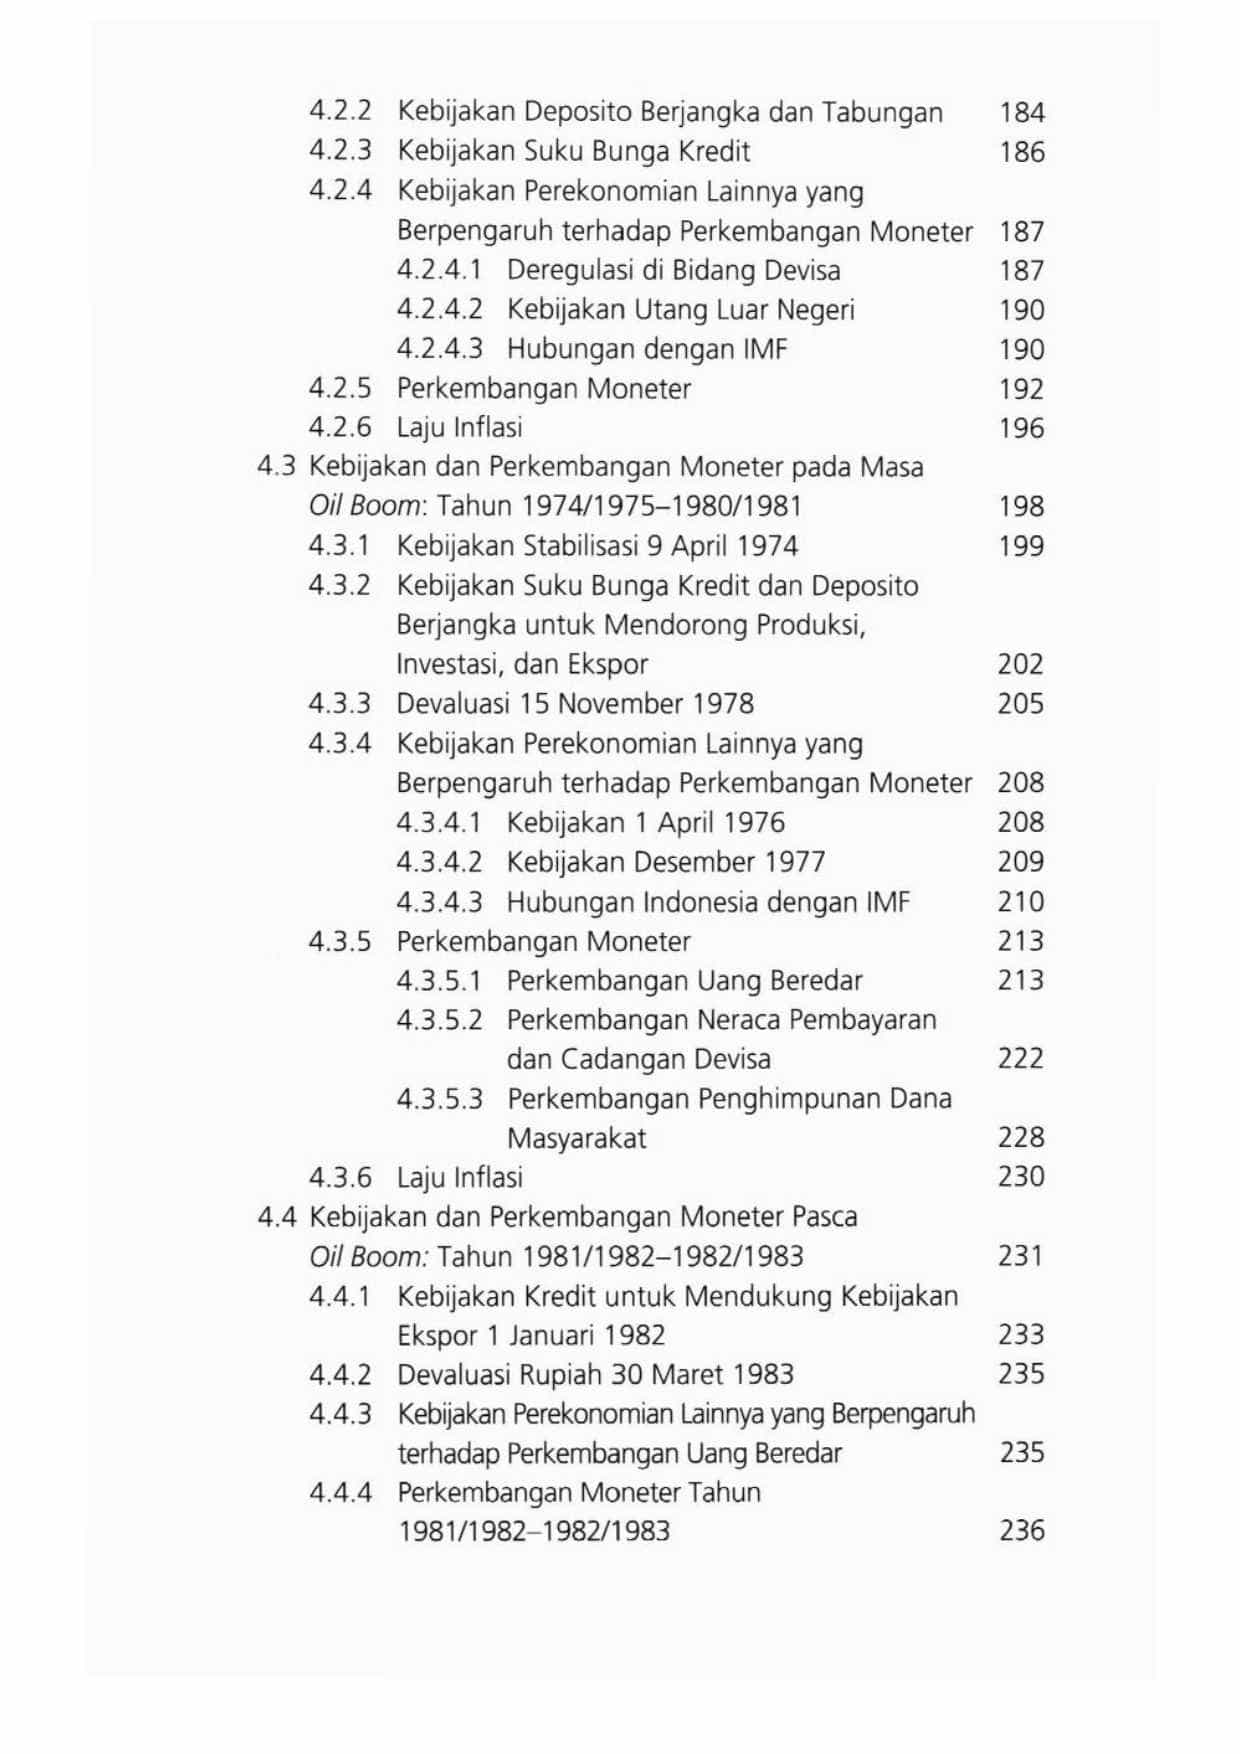 4.2.2 Kebijakan Deposito Berjangka dan Tabungan 184
4.2.3 Kebijakan Suku Bunga Kredit 186
4.2.4 Kebijakan Perekonomian Lainnya yang
Berpengaruh terhadap Perkembangan Moneter 187
4.2.4.1 Deregulasi di Bidang Devisa 187
4.2.4.2 Kebijakan Utang Luar Negeri 190
4.2.4.3 Hubungan dengan IMF 190
4.2.5 Perkembangan Moneter 192
4.2.6 Laju Inflasi 196
4.3 Kebijakan dan Perkembangan Moneter pada Masa
Oil Boom: Tahun 1974/1975–1980/1981 198
4.3.1 Kebijakan Stabilisasi 9 April 1974 199
4.3.2 Kebijakan Suku Bunga Kredit dan Deposito
Berjangka untuk Mendorong Produksi,
Investasi, dan Ekspor 202
4.3.3 Devaluasi 15 November 1978 205
4.3.4 Kebijakan Perekonomian Lainnya yang
Berpengaruh terhadap Perkembangan Moneter 208
4.3.4.1 Kebijakan 1 April 1976 208
4.3.4.2 Kebijakan Desember 1977 209
4.3.4.3 Hubungan Indonesia dengan IMF 210
4.3.5 Perkembangan Moneter 213
4.3.5.1 Perkembangan Uang Beredar 213
4.3.5.2 Perkembangan Neraca Pembayaran
dan Cadangan Devisa 222
4.3.5.3 Perkembangan Penghimpunan Dana
Masyarakat 228
4.3.6 Laju Inflasi 230
4.4 Kebijakan dan Perkembangan Moneter Pasca
Oil Boom: Tahun 1981/1982–1982/1983 231
4.4.1 Kebijakan Kredit untuk Mendukung Kebijakan
Ekspor 1 Januari 1982 233
4.4.2 Devaluasi Rupiah 30 Maret 1983 235
4.4.3 Kebijakan Perekonomian Lainnya yang Berpengaruh
terhadap Perkembangan Uang Beredar 235
4.4.4 Perkembangan Moneter Tahun
1981/1982–1982/1983 236